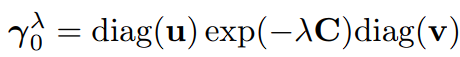 γ₀^λ = diag(u) exp(−λC)diag(v)